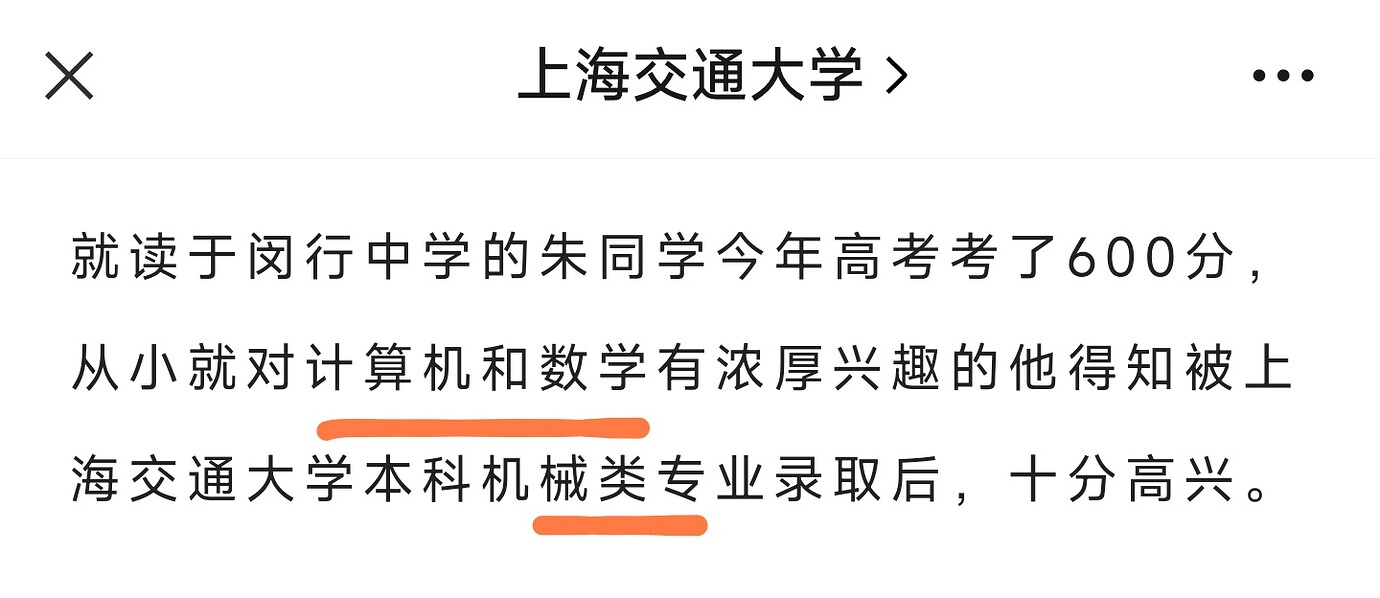 上海交通大学
就读于闵行中学的朱同学今年高考考了600分，
从小就对计算机和数学有浓厚兴趣的他得知被上
海交通大学本科机械类专业录取后，十分高兴。